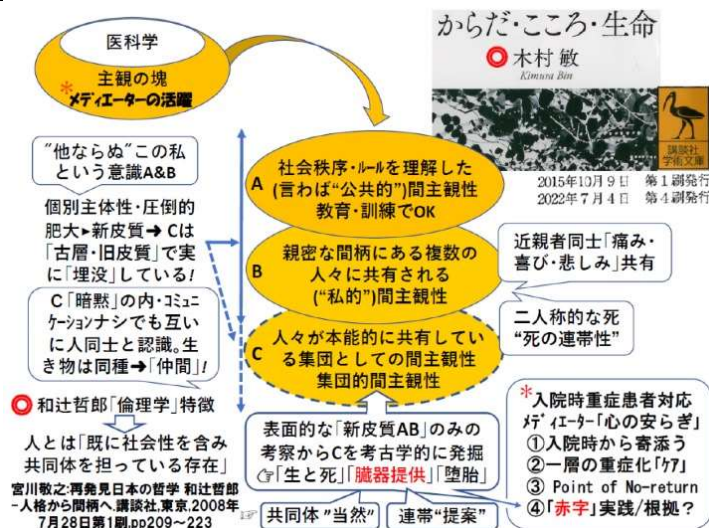 医科学
主観の塊
＊メディエーターの活躍
からだ・こころ・生命
◎木村 敏
Kimura Bin
講談社
学術文庫
2015年10月9日 第1刷発行
2022年7月4日 第4刷発行
"他ならぬ"この私
という意識A&B
個別主体性・圧倒的
肥大▸新皮質➜Cは
「古層・旧皮質」で実
に「埋没」している!
C「暗黙」の内・コミュニ
ケーションナシでも互い
に人同士と認識。生
き物は同種➜「仲間」!
◎和辻哲郎「倫理学」特徴
人とは「既に社会性を含み
共同体を担っている存在」
宮川敬之:再発見日本の哲学 和辻哲郎
-人格から間柄へ.講談社,東京,2008年
7月28日第1刷.pp209～223
A
社会秩序・ルールを理解した
(言わば"公共的")間主観性
教育・訓練でOK
B
親密な間柄にある複数の
人々に共有される
("私的")間主観性
C
人々が本能的に共有してい
る集団としての間主観性
集団的間主観性
近親者同士「痛み・
喜び・悲しみ」共有
二人称的な死
"死の連帯性"
表面的な「新皮質AB」のみの
考察からCを考古学的に発掘
☞「生と死」「臓器提供」「堕胎」
☞
共同体"当然"
連帯"提案"
＊入院時重症患者対応
メディエーター「心の安らぎ」
①入院時から寄添う
②一層の重症化「ケア」
③ Point of No-return
④「赤字」実践/根拠？